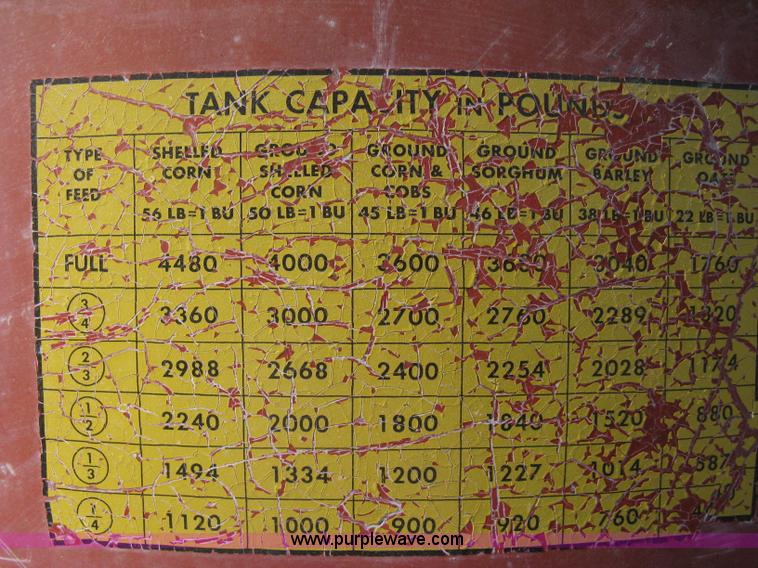 TANK CAPACITY IN POUNDS
TYPE OF FEED SHELLED CORN 56 LB=1 BU GROUND SHELLED CORN 50 LB=1 BU GROUND CORN & COBS 45 LB=1 BU GROUND SORGHUM 46 LB=1 BU GROUND BARLEY 38 LB=1 BU GROUND OATS 22 LB=1 BU
FULL 4480 4000 3600 3680 3040 1760
3/4 3360 3000 2700 2760 2289 1320
2/3 2988 2668 2400 2254 2028 1174
1/2 2240 2000 1800 1840 1520 880
1/3 1494 1334 1200 1227 1014 587
1/4 1120 1000 900 920 760
www.purplewave.com